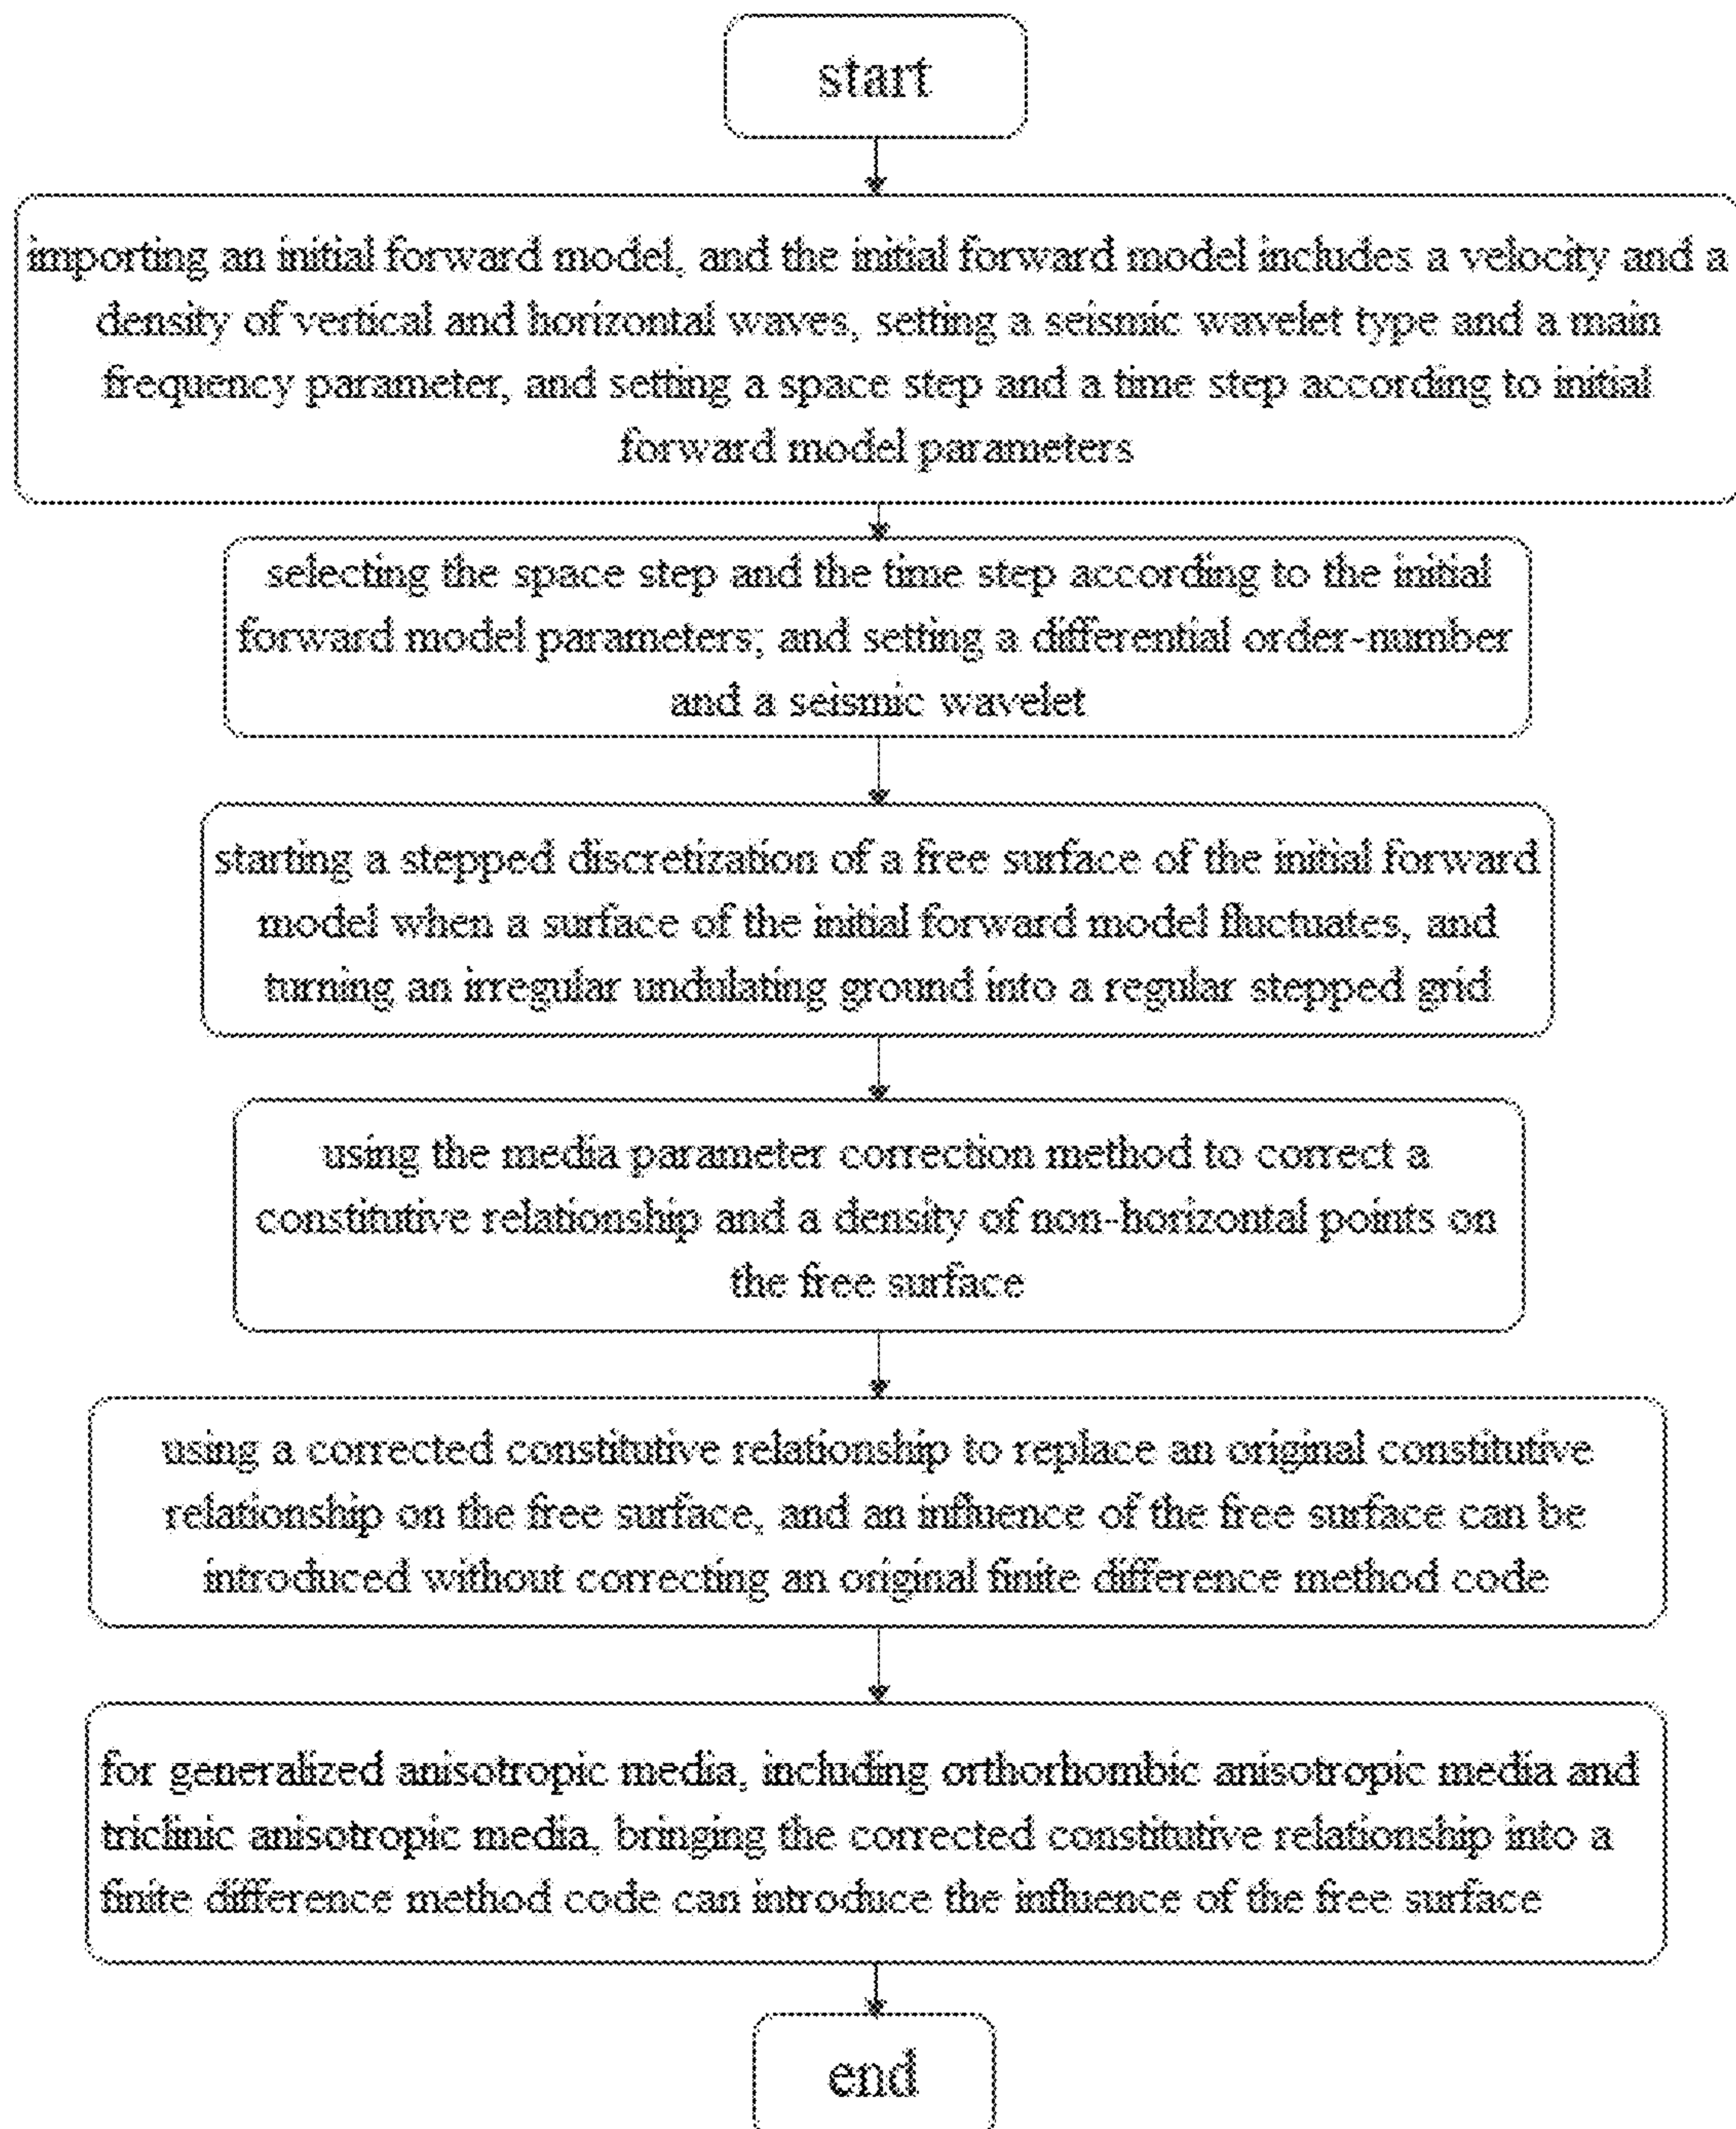 start
importing an initial forward model, and the initial forward model includes a velocity and a
density of vertical and horizontal waves, setting a seismic wavelet type and a main
frequency parameter, and setting a space step and a time step according to initial
forward model parameters
selecting the space step and the time step according to the initial
forward model parameters; and setting a differential order-number
and a seismic wavelet
starting a stepped discretization of a free surface of the initial forward
model when a surface of the initial forward model fluctuates, and
turning an irregular undulating ground into a regular stepped grid
using the media parameter correction method to correct a
constitutive relationship and a density of non-horizontal points on
the free surface
using a corrected constitutive relationship to replace an original constitutive
relationship on the free surface, and an influence of the free surface can be
introduced without correcting an original finite difference method code
for generalized anisotropic media, including orthorhombic anisotropic media and
triclinic anisotropic media, bringing the corrected constitutive relationship into a
finite difference method code can introduce the influence of the free surface
end